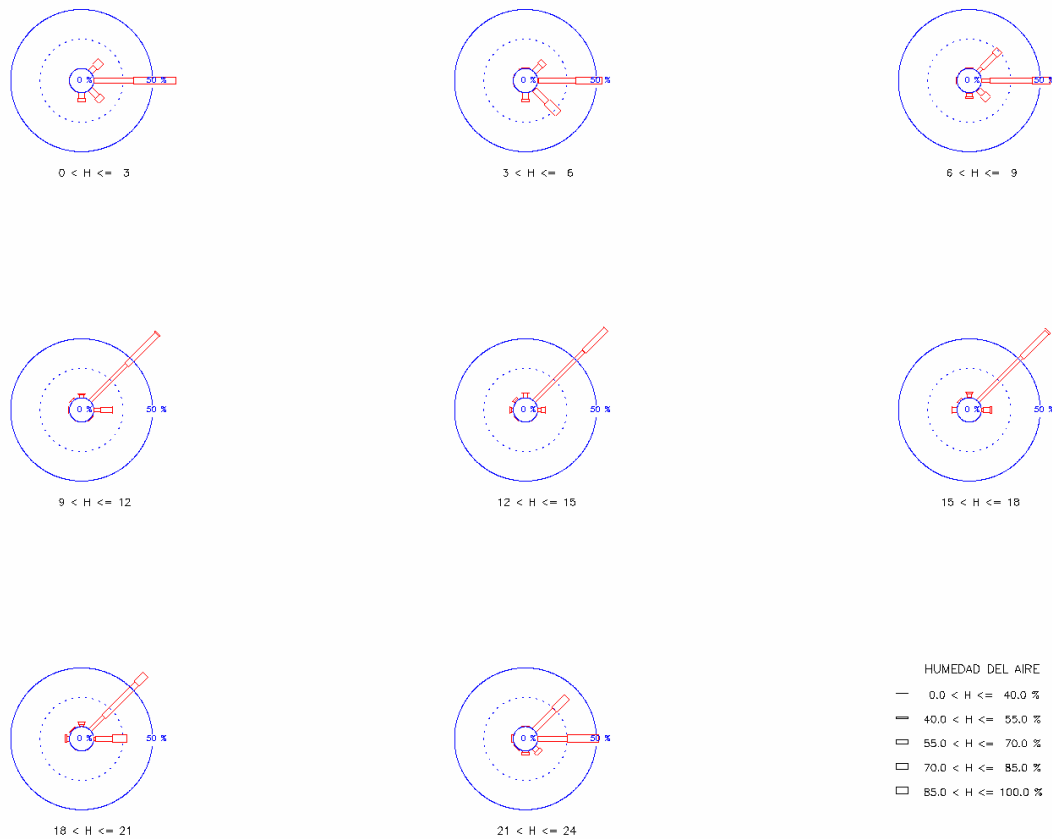 0 % 50 %
0 < H <= 3
0 % 50 %
3 < H <= 6
0 % 50 %
6 < H <= 9
0 % 50 %
9 < H <= 12
0 % 50 %
12 < H <= 15
0 % 50 %
15 < H <= 18
0 % 50 %
18 < H <= 21
0 % 50 %
21 < H <= 24
HUMEDAD DEL AIRE
0.0 < H <= 40.0 %
40.0 < H <= 55.0 %
55.0 < H <= 70.0 %
70.0 < H <= 85.0 %
85.0 < H <= 100.0 %